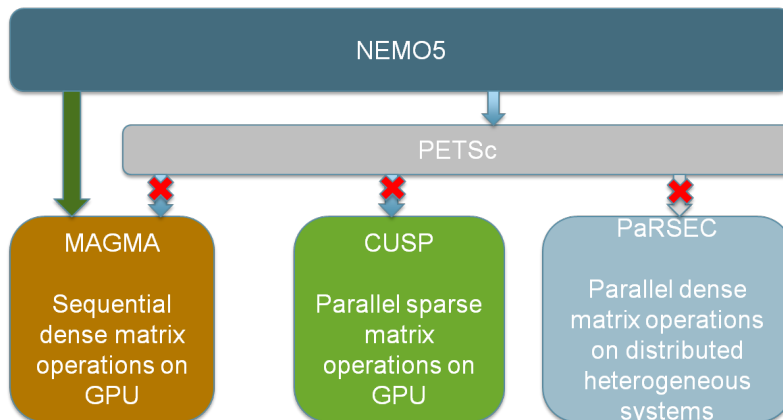 NEMO5
PETSc
MAGMA
Sequential
dense matrix
operations on
GPU
CUSP
Parallel sparse
matrix
operations on
GPU
PaRSEC
Parallel dense
matrix operations
on distributed
heterogeneous
systems